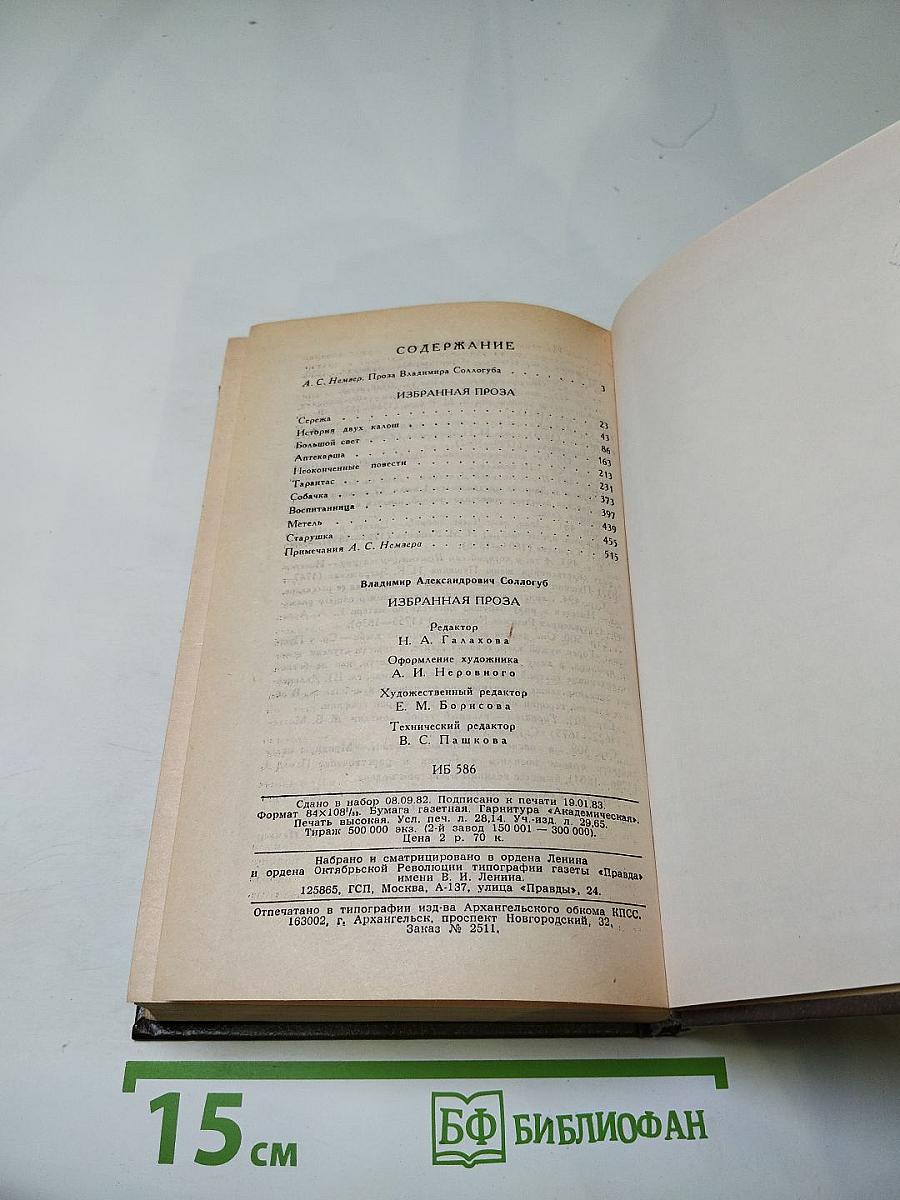 СОДЕРЖАНИЕ
А. С. Немзер. Проза Владимира Соллогуба . . . . . . . 3
ИЗБРАННАЯ ПРОЗА
Сережа . . . . . . . . . . 23
История двух калош . . . . . . . . . . 43
Большой свет . . . . . . . . . . 86
Аптекарша . . . . . . . . . . 163
Неоконченные повести . . . . . . . . . . 213
Тарантас . . . . . . . . . . 231
Собачка . . . . . . . . . . 373
Воспитанница . . . . . . . . . . 397
Метель . . . . . . . . . . 439
Старушка . . . . . . . . . . 455
Примечания А. С. Немзера . . . . . . . . . . 515
Владимир Александрович Соллогуб
ИЗБРАННАЯ ПРОЗА
Редактор
Н. А. Галахова
Оформление художника
А. И. Неровного
Художественный редактор
Е. М. Борисова
Технический редактор
В. С. Пашкова
ИБ 586
Сдано в набор 08.09.82. Подписано к печати 19.01.83.
Формат 84×108¹/₃₂. Бумага газетная. Гарнитура «Академическая».
Печать высокая. Усл. печ. л. 28,14. Уч.-изд. л. 29,65.
Тираж 500 000 экз. (2-й завод 150 001 — 300 000).
Цена 2 р. 70 к.
Набрано и сматрицировано в ордена Ленина
и ордена Октябрьской Революции типографии газеты «Правда»
имени В. И. Ленина.
125865, ГСП, Москва, А-137, улица «Правды», 24.
Отпечатано в типографии изд-ва Архангельского обкома КПСС.
163002, г. Архангельск, проспект Новгородский, 32.
Заказ № 2511.
15 см
БФ БИБЛИОФАН